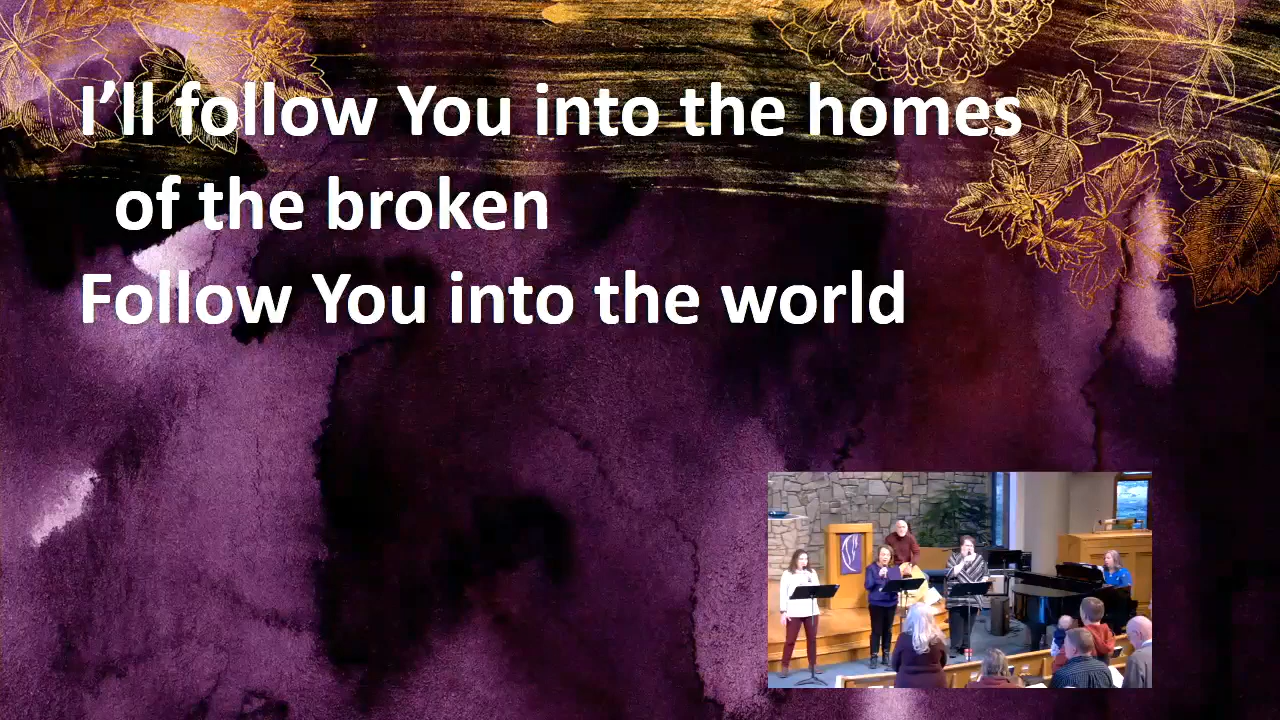 I’ll follow You into the homes
of the broken
Follow You into the world